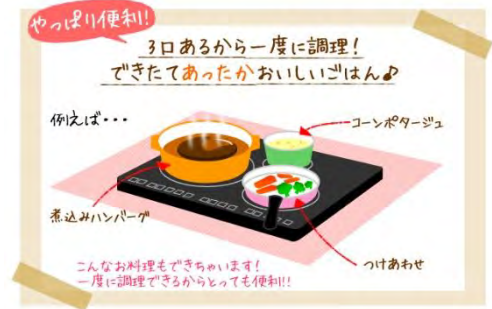 やっぱり便利!
3口あるから一度に調理!
できたてあったかおいしいごはん♪
例えば・・・
コーンポタージュ
煮込みハンバーグ
つけあわせ
こんなお料理もできちゃいます!
一度に調理できるからとっても便利!!